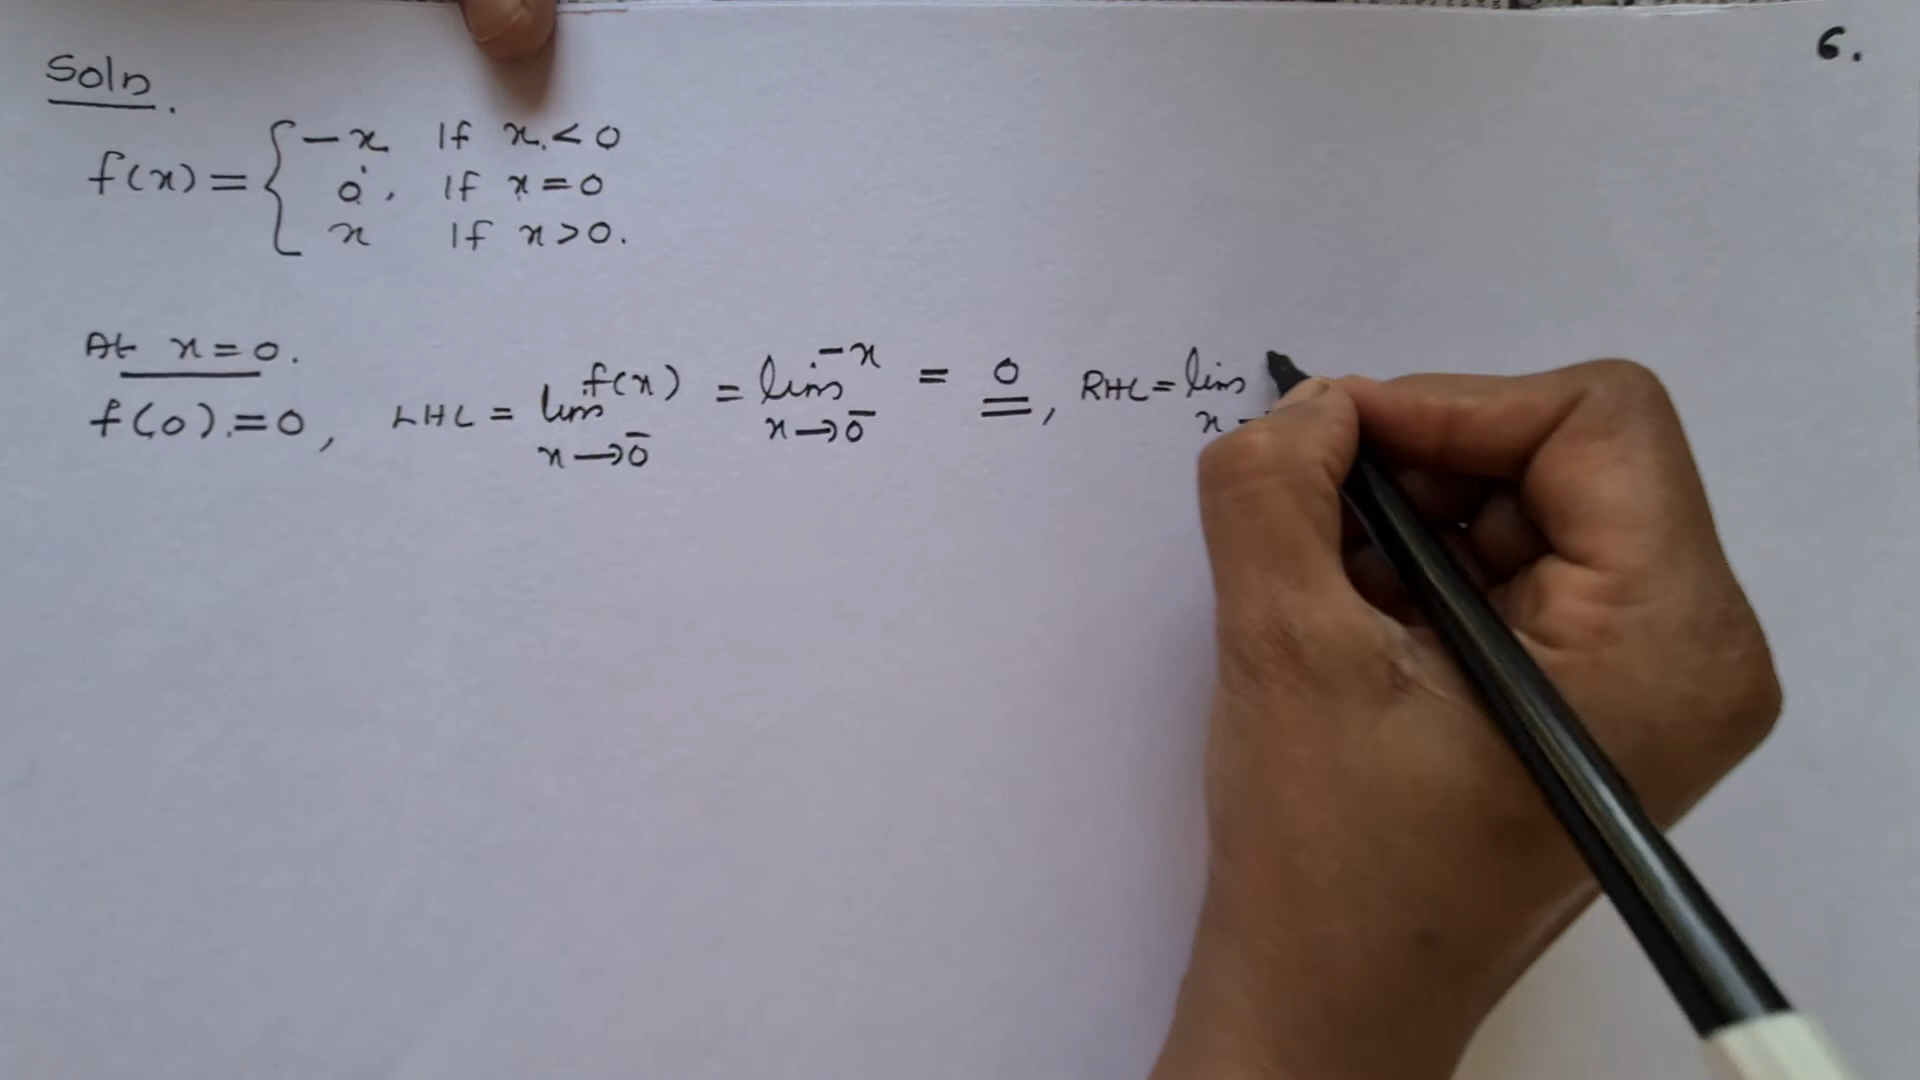 6.
Soln.
f(x) = { -x If x < 0
0, If x = 0
x If x > 0.
At x = 0.
f(0) = 0, LHL = lim x→0⁻ f(x) = lim x→0⁻ -x = 0, RHL = lim x